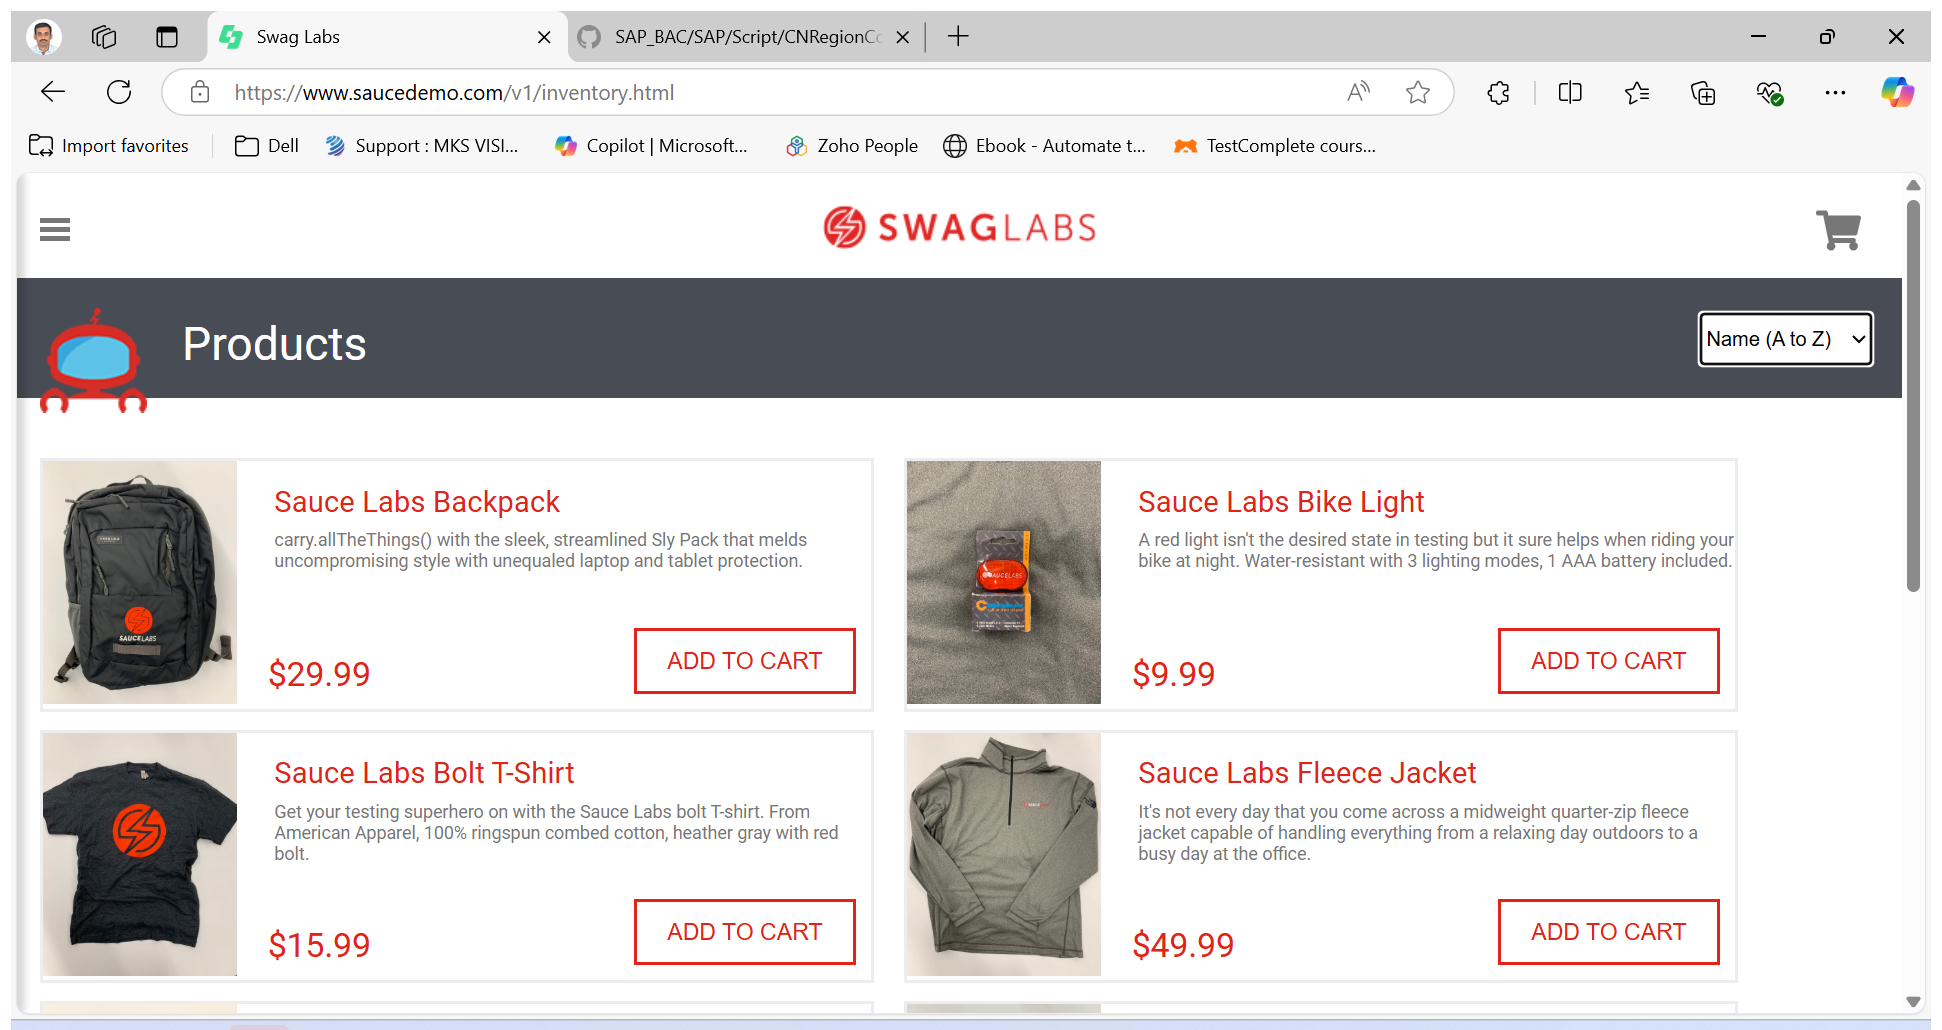 Swag Labs
SAP_BAC/SAP/Script/CNRegionCo
https://www.saucedemo.com/v1/inventory.html
Import favorites
Dell
Support : MKS VISI...
Copilot | Microsoft...
Zoho People
Ebook - Automate t...
TestComplete cours...
SWAGLABS
Products
Name (A to Z)
Sauce Labs Backpack
carry.allTheThings() with the sleek, streamlined Sly Pack that melds
uncompromising style with unequaled laptop and tablet protection.
$29.99
ADD TO CART
SAUCELABS
Sauce Labs Bike Light
A red light isn't the desired state in testing but it sure helps when riding your
bike at night. Water-resistant with 3 lighting modes, 1 AAA battery included.
$9.99
ADD TO CART
SAUCELABS
Sauce Labs Bolt T-Shirt
Get your testing superhero on with the Sauce Labs bolt T-shirt. From
American Apparel, 100% ringspun combed cotton, heather gray with red
bolt.
$15.99
ADD TO CART
Sauce Labs Fleece Jacket
It's not every day that you come across a midweight quarter-zip fleece
jacket capable of handling everything from a relaxing day outdoors to a
busy day at the office.
$49.99
ADD TO CART